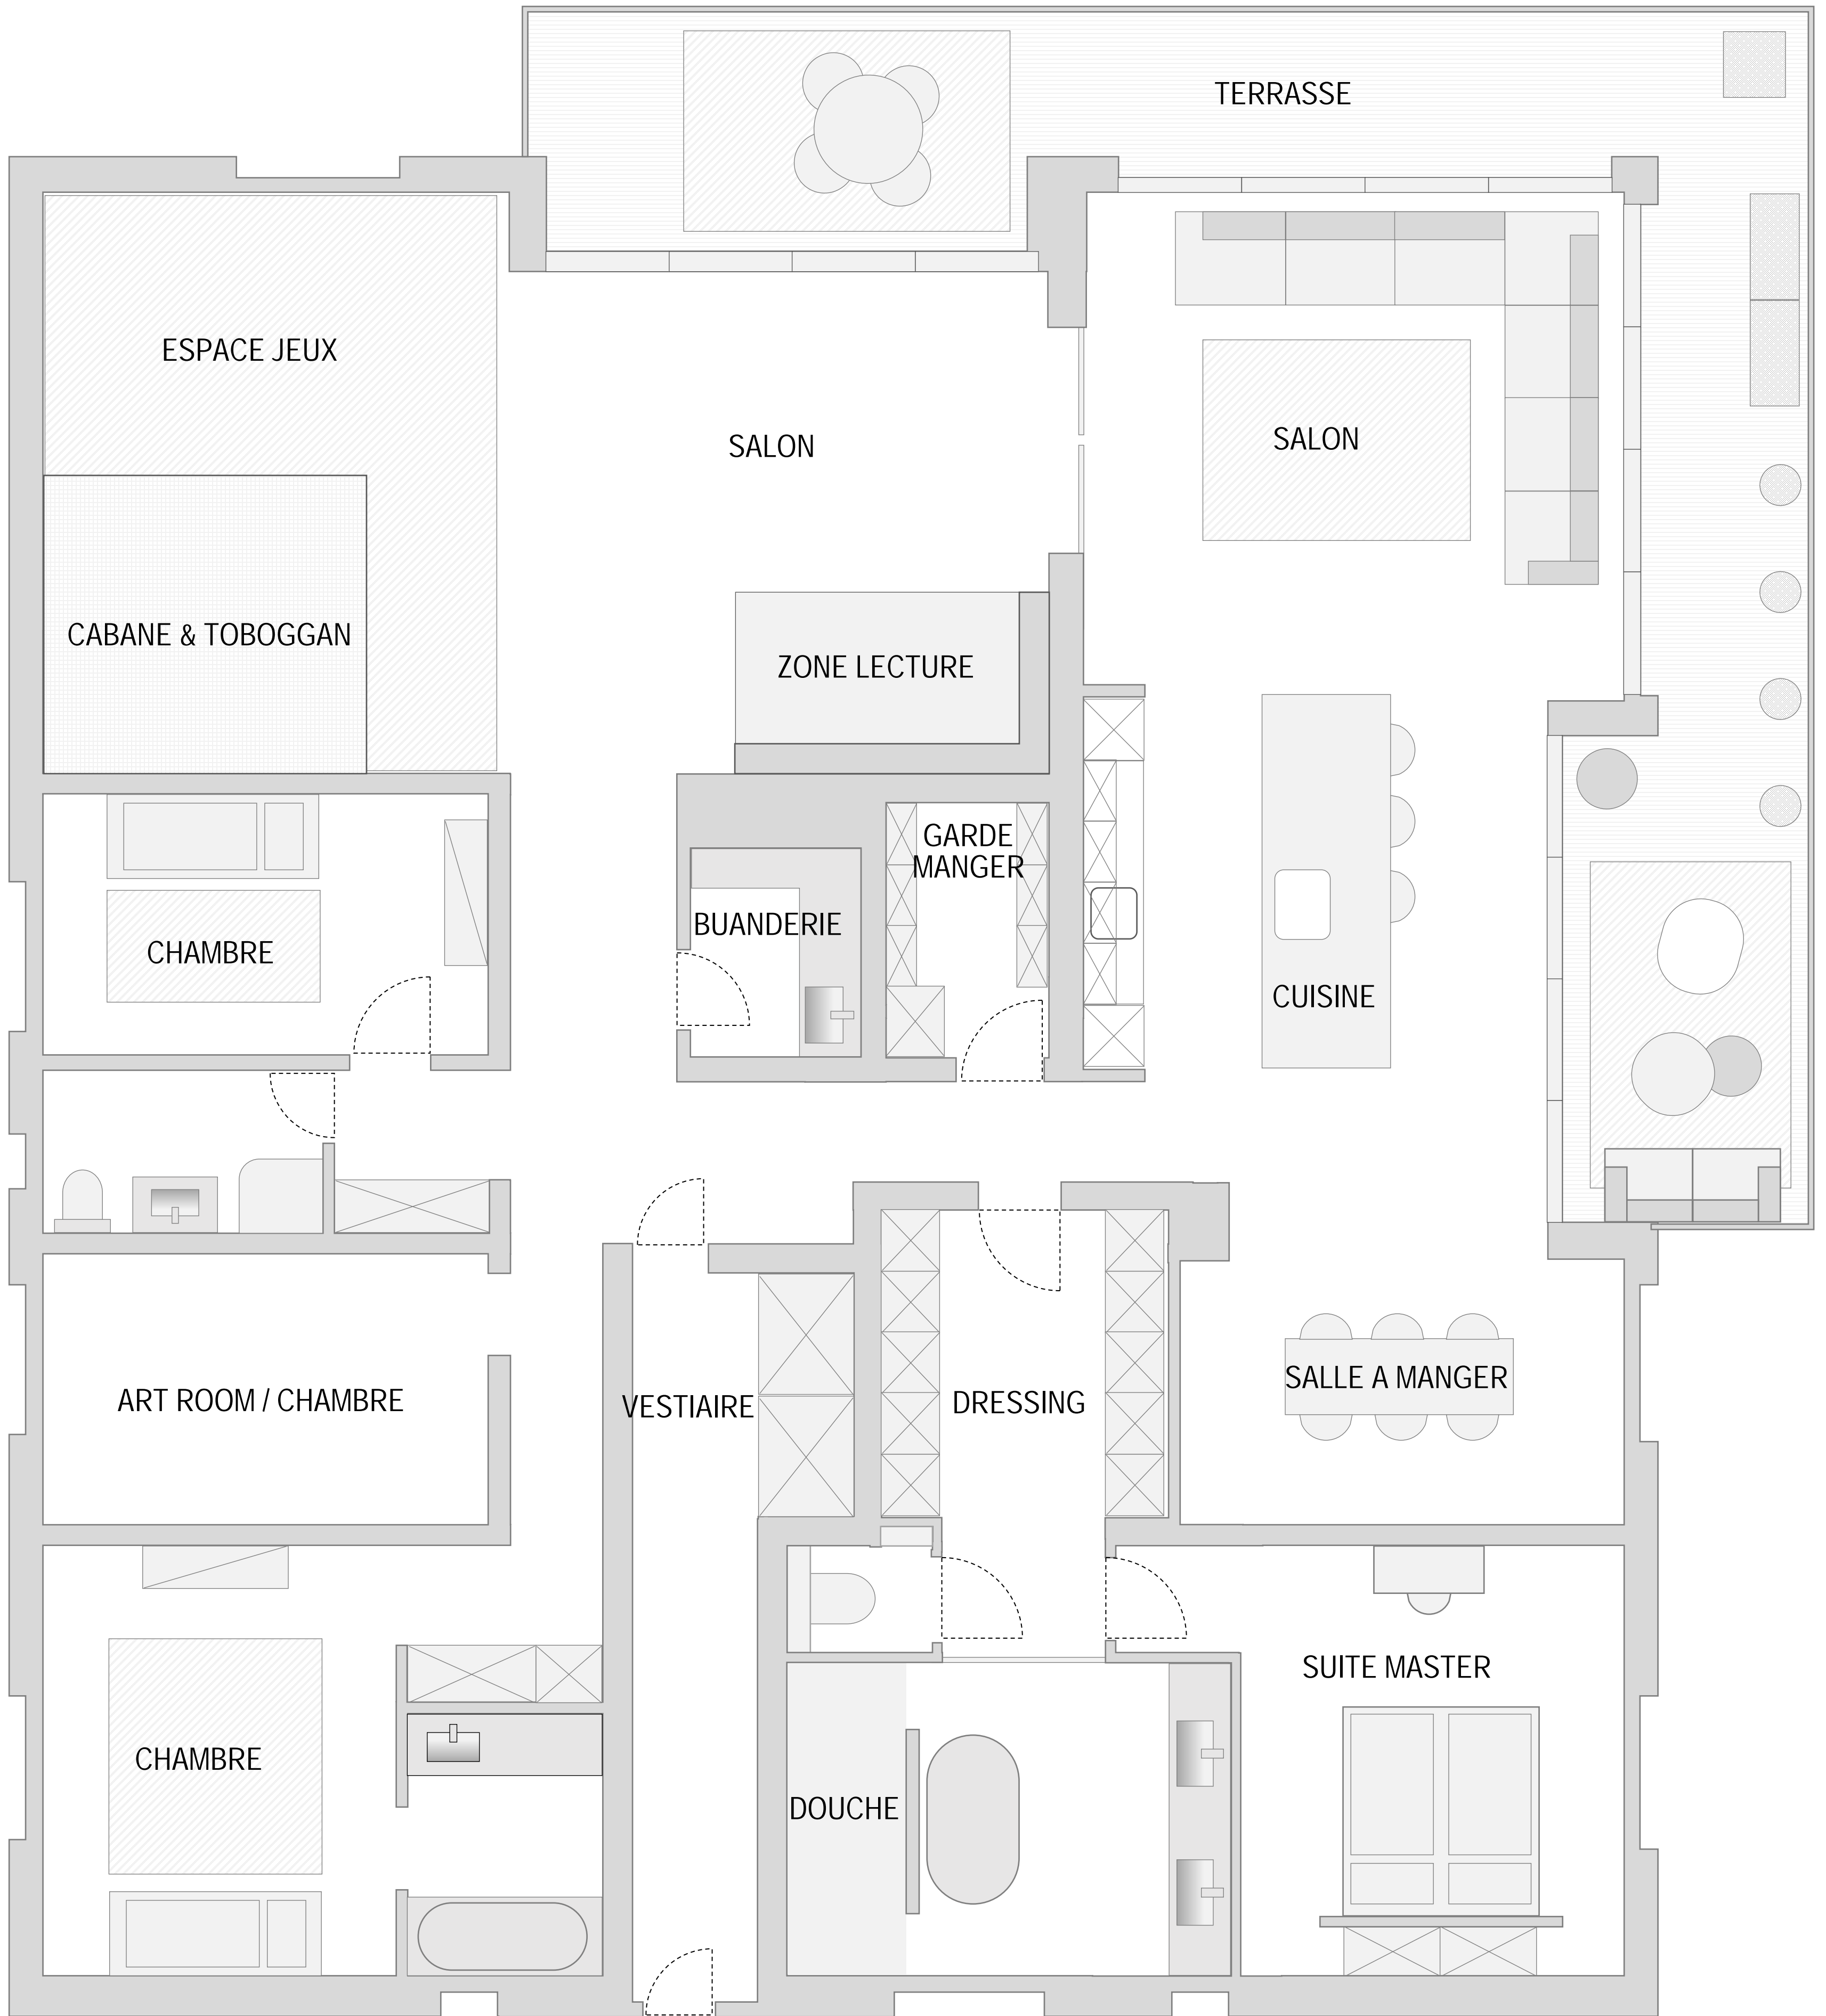 TERRASSE
ESPACE JEUX
SALON
SALON
CABANE & TOBOGGAN
ZONE LECTURE
GARDE
MANGER
BUANDERIE
CHAMBRE
CUISINE
SALLE A MANGER
ART ROOM / CHAMBRE
VESTIAIRE
DRESSING
SUITE MASTER
CHAMBRE
DOUCHE